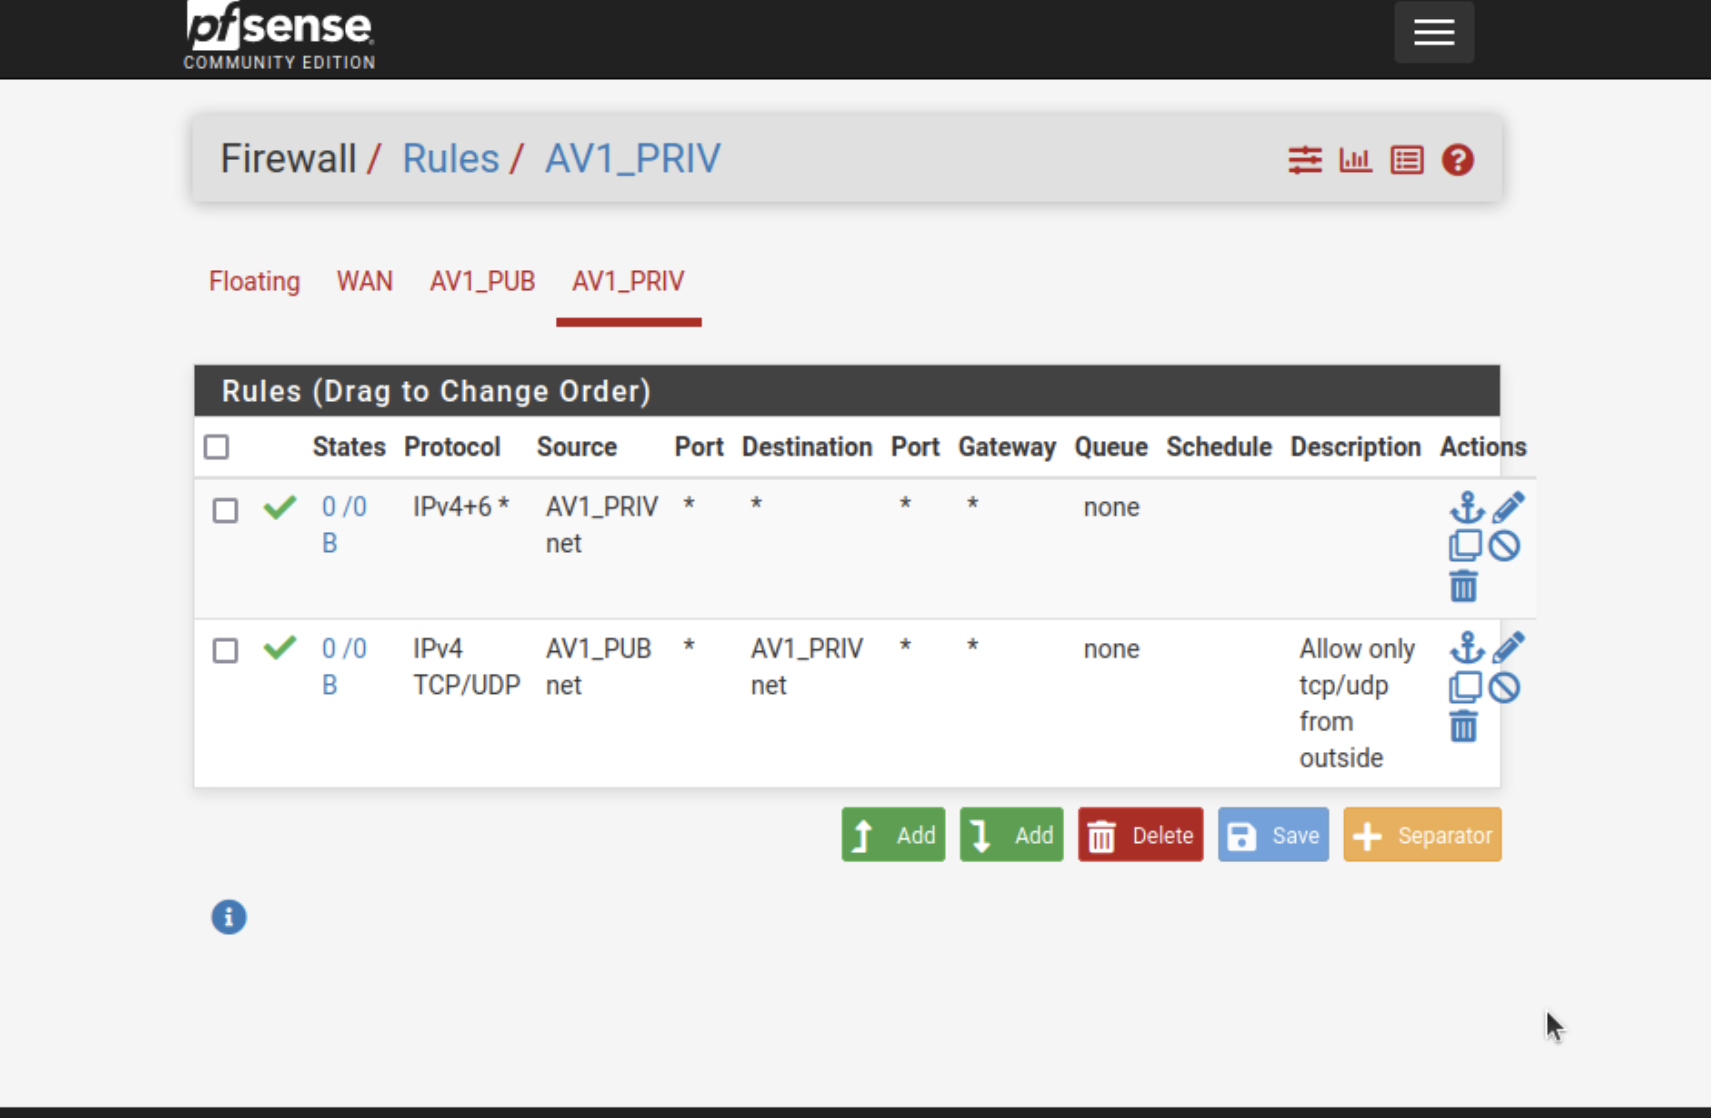 pfsense
COMMUNITY EDITION
Firewall / Rules / AV1_PRIV
Floating WAN AV1_PUB AV1_PRIV
Rules (Drag to Change Order)
States Protocol Source Port Destination Port Gateway Queue Schedule Description Actions
0 /0 IPv4+6 * AV1_PRIV * * * * none
B net
0 /0 IPv4 AV1_PUB * AV1_PRIV * * none Allow only
B TCP/UDP net net tcp/udp
from
outside
Add Add Delete Save Separator